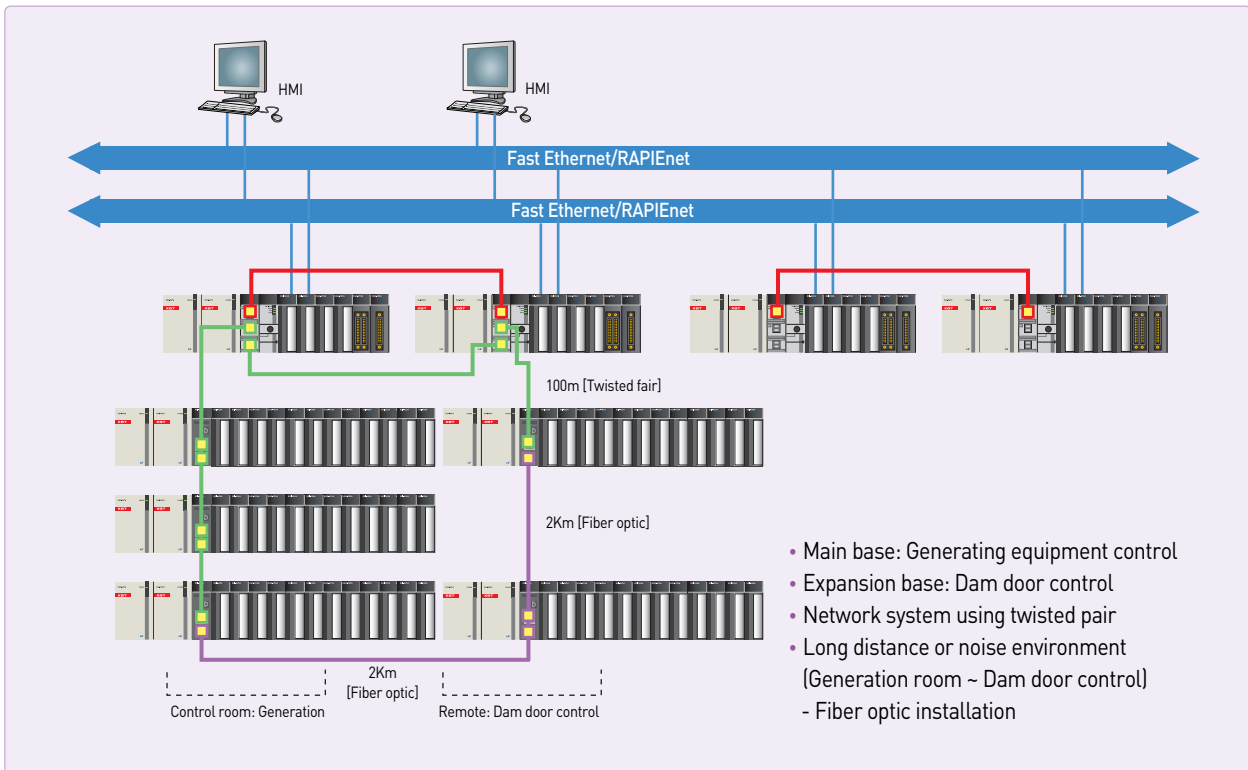 HMI
HMI
Fast Ethernet/RAPIEnet
Fast Ethernet/RAPIEnet
100m [Twisted fair]
2Km [Fiber optic]
2Km
[Fiber optic]
Control room: Generation
Remote: Dam door control
• Main base: Generating equipment control
• Expansion base: Dam door control
• Network system using twisted pair
• Long distance or noise environment
(Generation room ~ Dam door control)
- Fiber optic installation